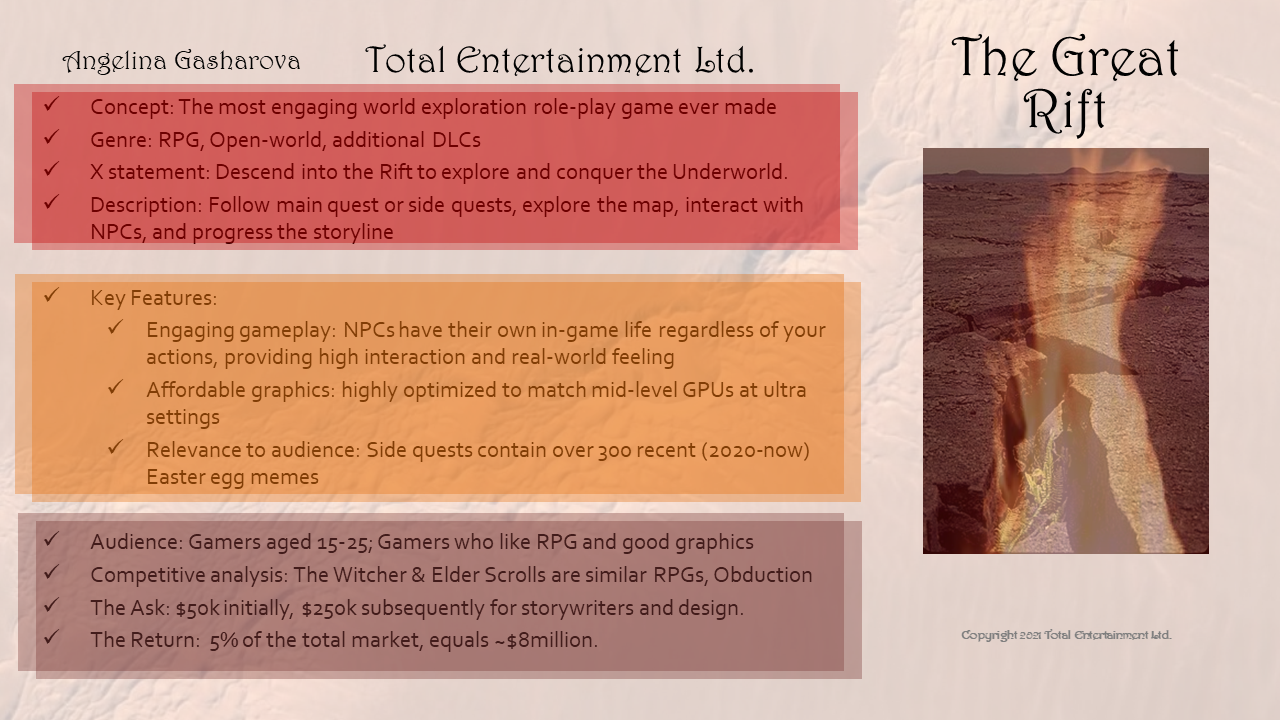 Angelina Gasharova
Total Entertainment Ltd.
The Great
Rift
✓ Concept: The most engaging world exploration role-play game ever made
✓ Genre: RPG, Open-world, additional DLCs
✓ X statement: Descend into the Rift to explore and conquer the Underworld.
✓ Description: Follow main quest or side quests, explore the map, interact with
NPCs, and progress the storyline
✓ Key Features:
✓ Engaging gameplay: NPCs have their own in-game life regardless of your
actions, providing high interaction and real-world feeling
✓ Affordable graphics: highly optimized to match mid-level GPUs at ultra
settings
✓ Relevance to audience: Side quests contain over 300 recent (2020-now)
Easter egg memes
✓ Audience: Gamers aged 15-25; Gamers who like RPG and good graphics
✓ Competitive analysis: The Witcher & Elder Scrolls are similar RPGs, Obduction
✓ The Ask: $50k initially, $250k subsequently for storywriters and design.
✓ The Return: 5% of the total market, equals ~$8million.
Copyright 2021 Total Entertainment Ltd.